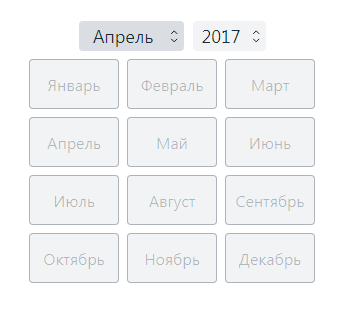 Апрель 2017
Январь Февраль Март
Апрель Май Июнь
Июль Август Сентябрь
Октябрь Ноябрь Декабрь